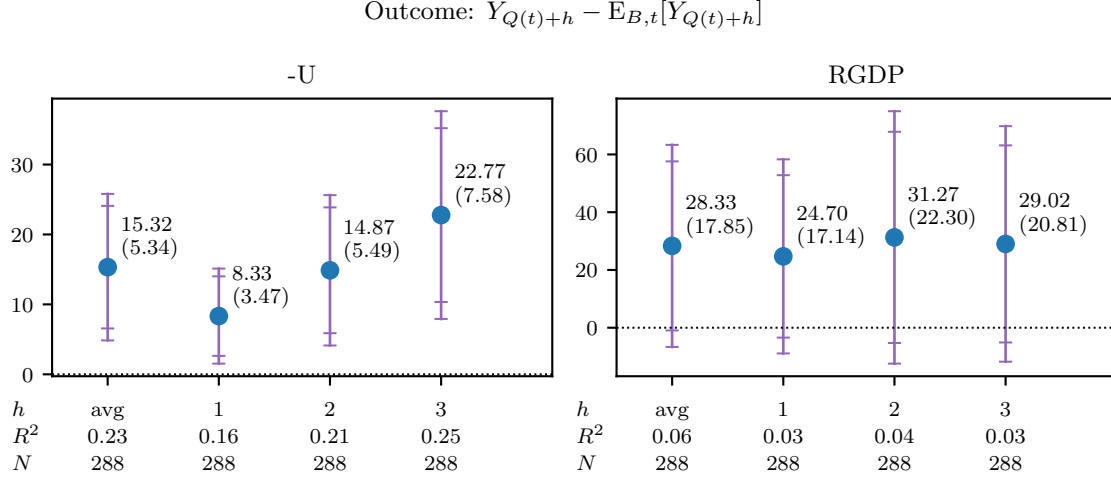 Outcome: Y_{Q(t)+h} − E_{B,t}[Y_{Q(t)+h}]
-U
30
20
10
0
15.32
(5.34)
8.33
(3.47)
14.87
(5.49)
22.77
(7.58)
h avg 1 2 3
R² 0.23 0.16 0.21 0.25
N 288 288 288 288
RGDP
60
40
20
0
28.33
(17.85)
24.70
(17.14)
31.27
(22.30)
29.02
(20.81)
h avg 1 2 3
R² 0.06 0.03 0.04 0.03
N 288 288 288 288